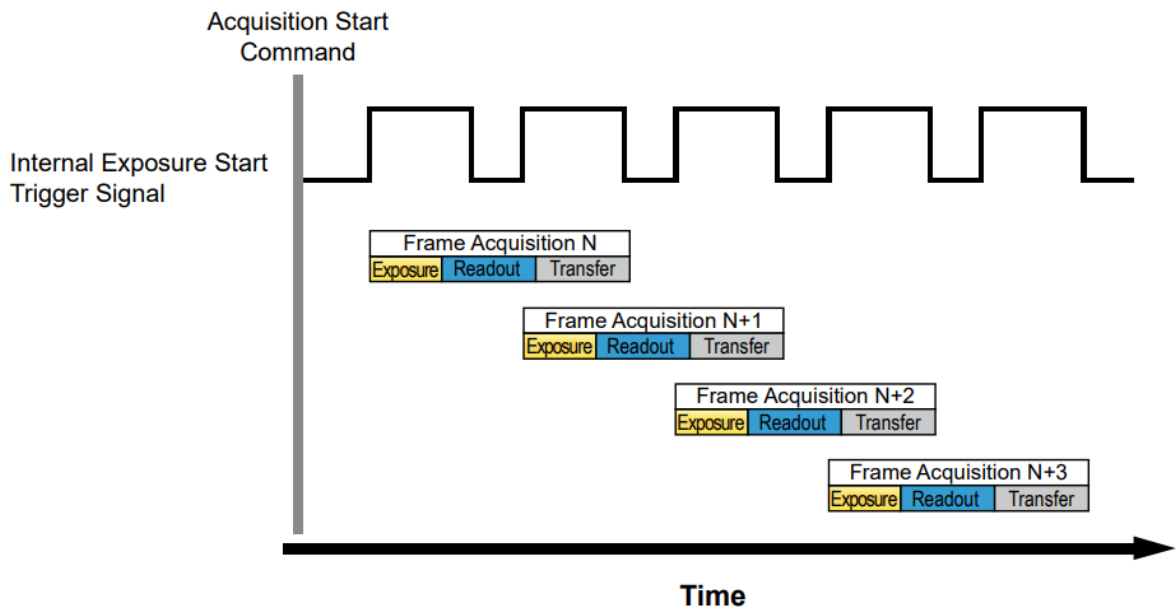 Acquisition Start
Command
Internal Exposure Start
Trigger Signal
Frame Acquisition N
Exposure Readout Transfer
Frame Acquisition N+1
Exposure Readout Transfer
Frame Acquisition N+2
Exposure Readout Transfer
Frame Acquisition N+3
Exposure Readout Transfer
Time